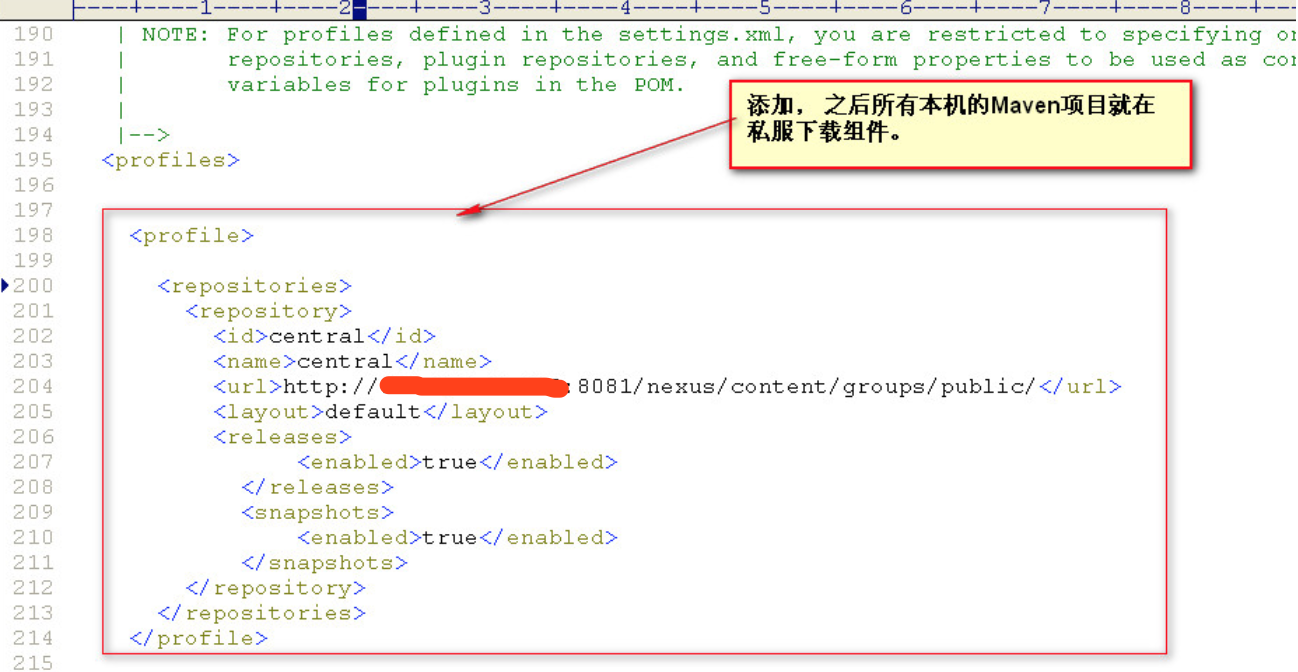 ----+----1----+----2----+----3----+----4----+----5----+----6----+----7----+----8----+--
190 | NOTE: For profiles defined in the settings.xml, you are restricted to specifying
191 | repositories, plugin repositories, and free-form properties to be used as
192 | variables for plugins in the POM.
添加， 之后所有本机的Maven项目就在
私服下载组件。
193 |
194 |-->
195 <profiles>
196
197
198 <profile>
199
200 <repositories>
201 <repository>
202 <id>central</id>
203 <name>central</name>
204 <url>http:// :8081/nexus/content/groups/public/</url>
205 <layout>default</layout>
206 <releases>
207 <enabled>true</enabled>
208 </releases>
209 <snapshots>
210 <enabled>true</enabled>
211 </snapshots>
212 </repository>
213 </repositories>
214 </profile>
215